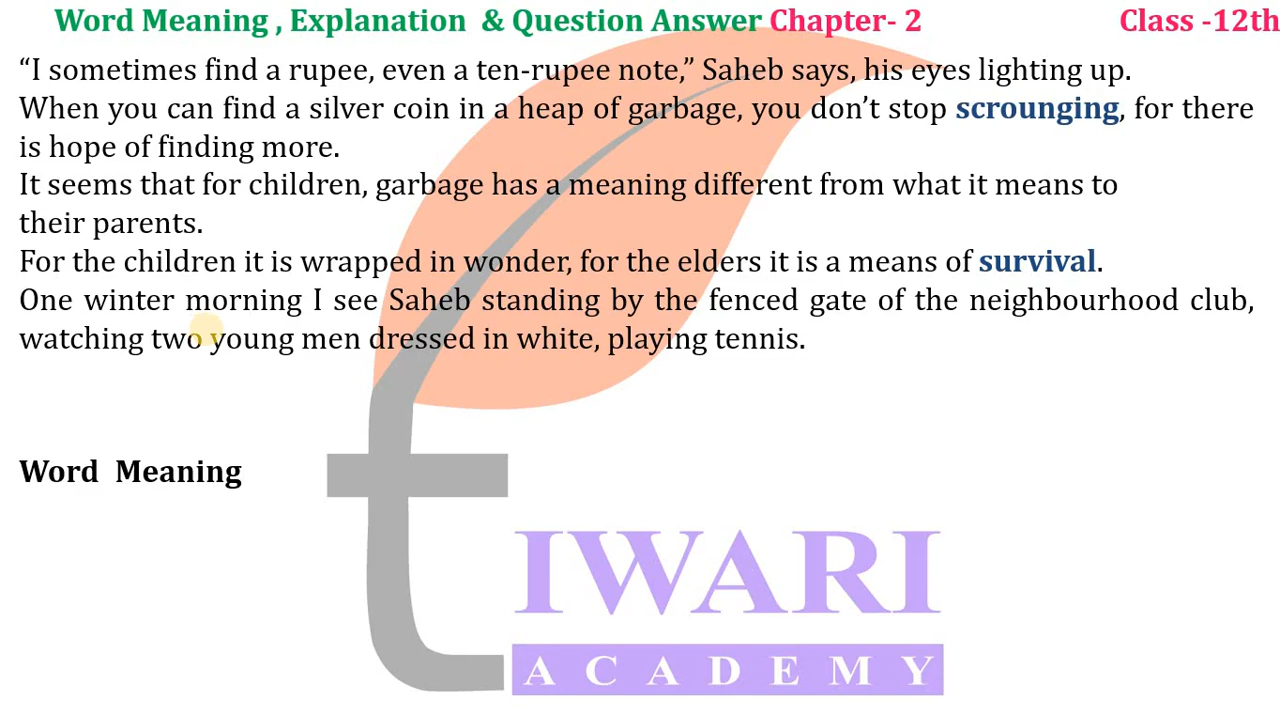 Word Meaning , Explanation & Question Answer Chapter- 2 Class -12th
“I sometimes find a rupee, even a ten-rupee note,” Saheb says, his eyes lighting up.
When you can find a silver coin in a heap of garbage, you don’t stop scrounging, for there
is hope of finding more.
It seems that for children, garbage has a meaning different from what it means to
their parents.
For the children it is wrapped in wonder, for the elders it is a means of survival.
One winter morning I see Saheb standing by the fenced gate of the neighbourhood club,
watching two young men dressed in white, playing tennis.
Word Meaning
tIWARI
ACADEMY